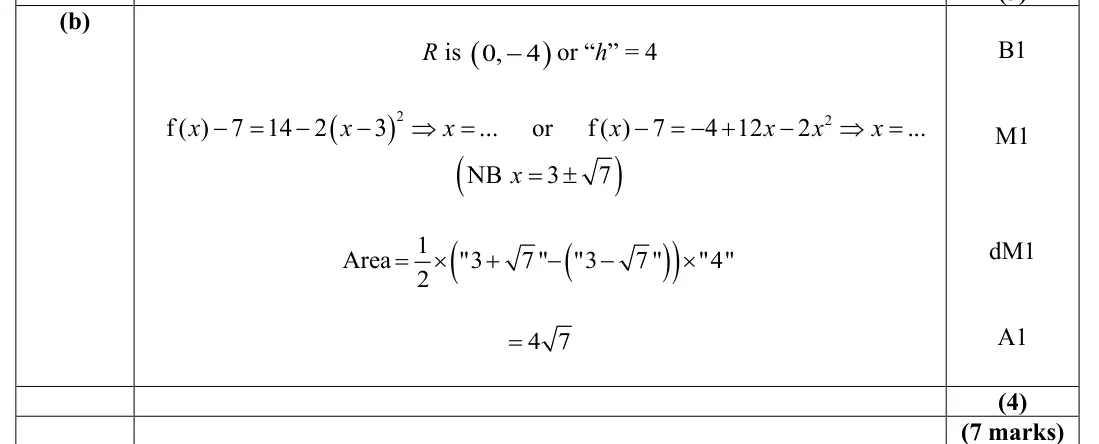 (b)
R is (0, − 4) or “h” = 4
B1
f(x) − 7 = 14 − 2(x − 3)² ⇒ x = ... or f(x) − 7 = −4 + 12x − 2x² ⇒ x = ...
M1
(NB x = 3 ± √7)
Area = 1/2 × ("3 + √7" − ("3 − √7")) × "4"
dM1
= 4√7
A1
(4)
(7 marks)